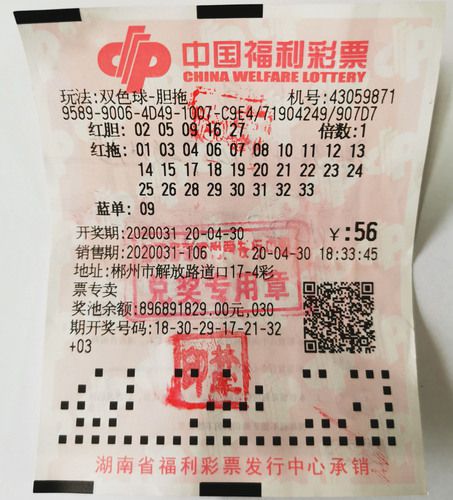 中国福利彩票
CHINA WELFARE LOTTERY
玩法:双色球-胆拖 机号:43059871
9589-9006-4D49-1007-C9E4/71904249/907D7
红胆: 02 05 09 16 27 倍数:1
红拖: 01 03 04 06 07 08 10 11 12 13
14 15 17 18 19 20 21 22 23 24
25 26 28 29 30 31 32 33
蓝单: 09
开奖期:2020031 20-04-30 ¥:56
销售期:2020031-106 20-04-30 18:33:45
地址:郴州市解放路道口17-4彩
票专卖
奖池余额:896891829.00元,030
期开奖号码:18-30-29-17-21-32
+03
兑奖专用章
湖南省福利彩票发行中心承销